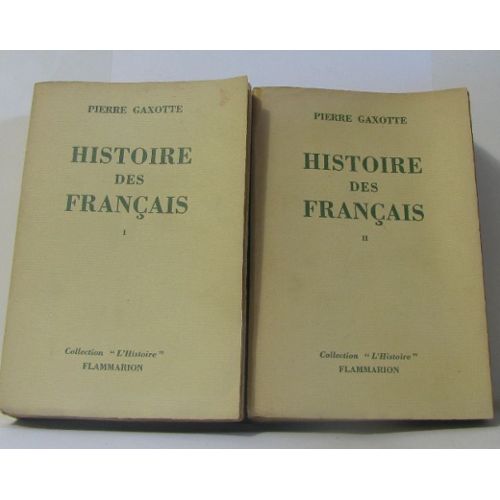 PIERRE GAXOTTE
HISTOIRE
DES
FRANÇAIS
I
Collection "L'Histoire"
FLAMMARION
PIERRE GAXOTTE
HISTOIRE
DES
FRANÇAIS
II
Collection "L'Histoire"
FLAMMARION